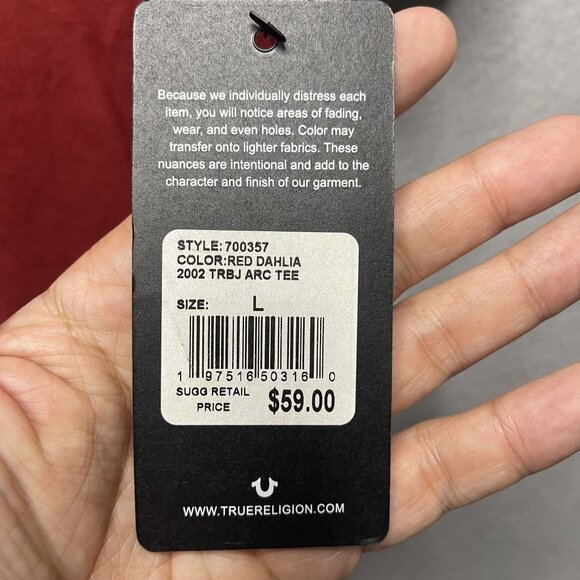 Because we individually distress each
item, you will notice areas of fading,
wear, and even holes. Color may
transfer onto lighter fabrics. These
nuances are intentional and add to the
character and finish of our garment.
STYLE: 700357
COLOR:RED DAHLIA
2002 TRBJ ARC TEE
SIZE: L
1 97516 50316 0
SUGG RETAIL
PRICE $59.00
WWW.TRUERELIGION.COM